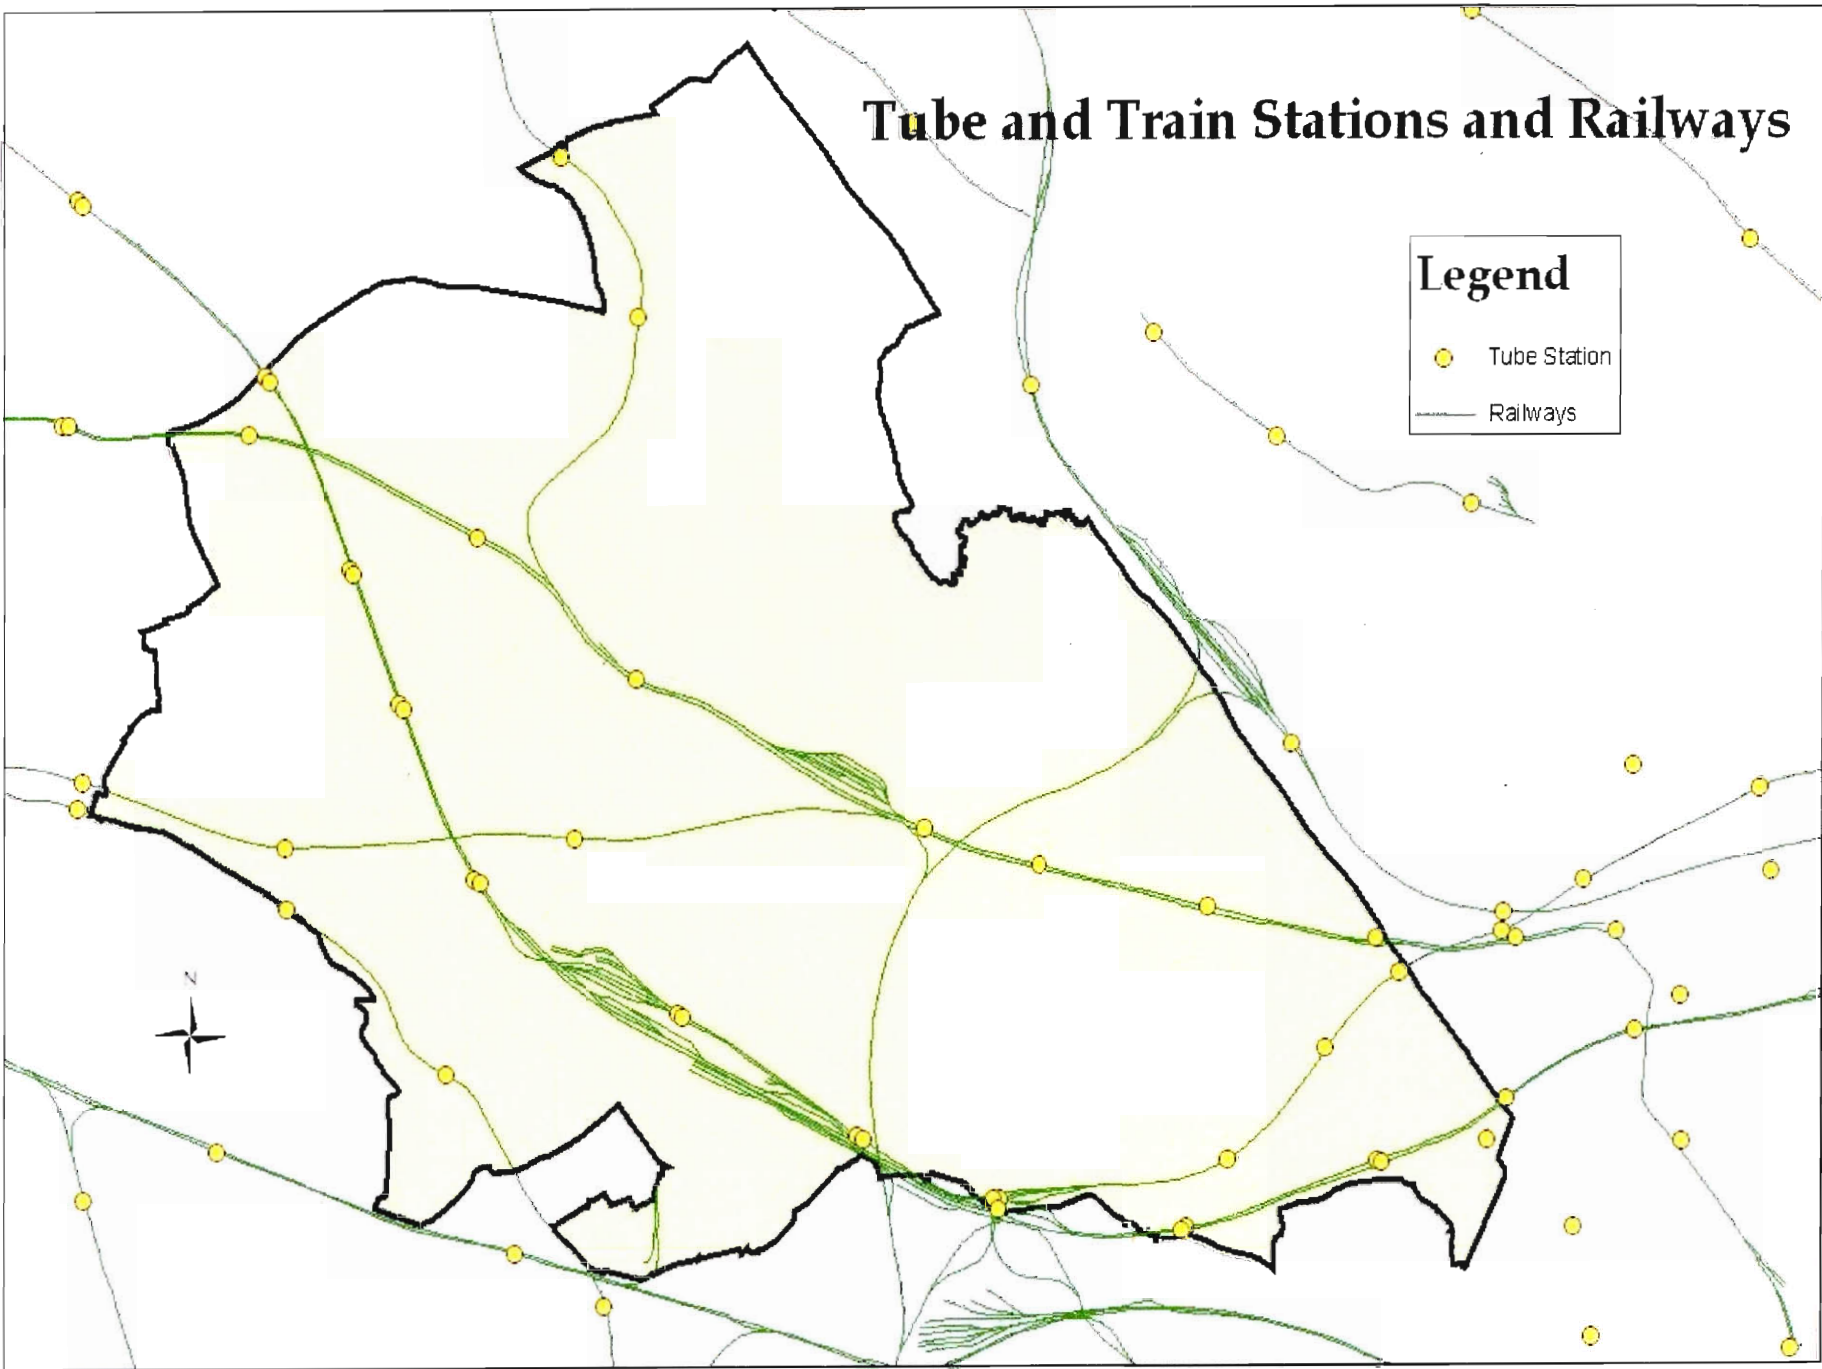 Tube and Train Stations and Railways
Legend
Tube Station
Railways
N